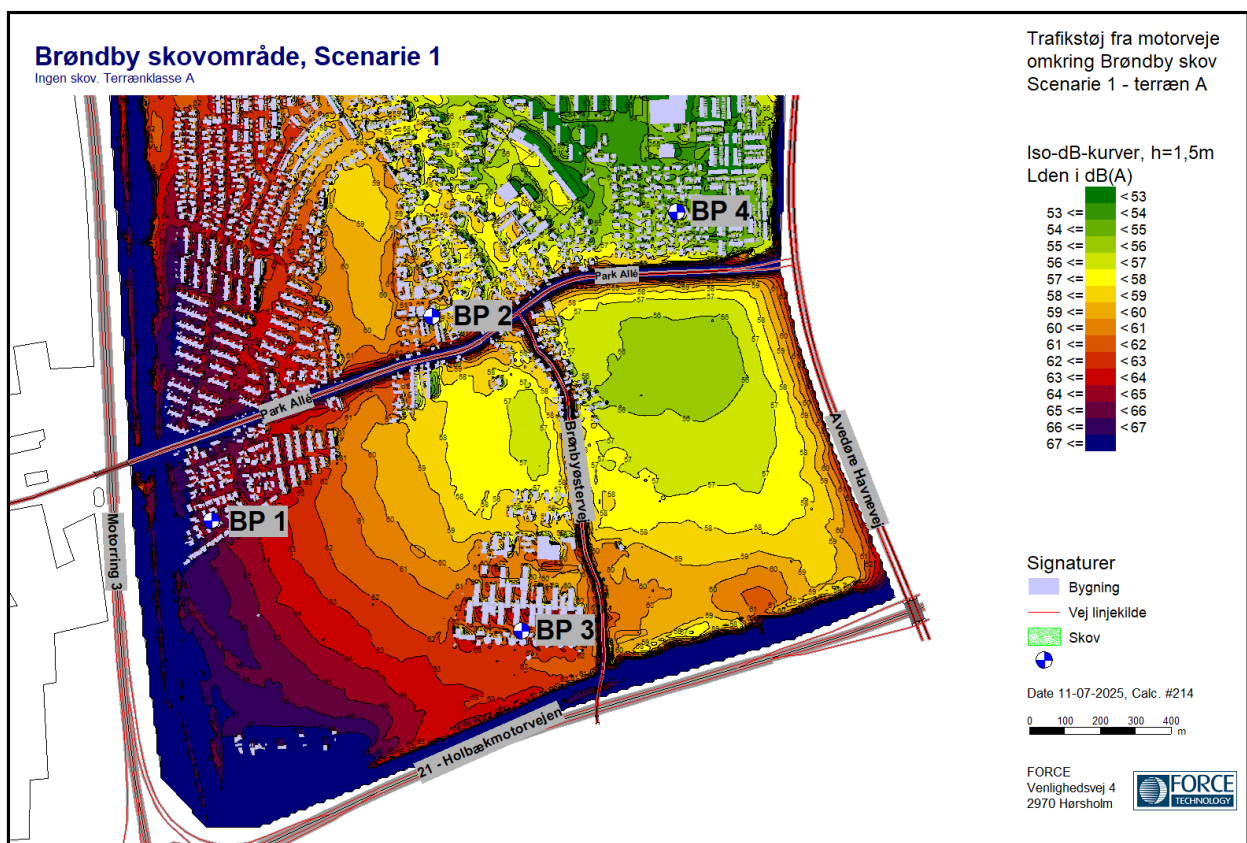 Brøndby skovområde, Scenarie 1
Ingen skov. Terrænklasse A
Trafikstøj fra motorveje
omkring Brøndby skov
Scenarie 1 - terræn A
Iso-dB-kurver, h=1,5m
Lden i dB(A)
< 53
53 <= < 54
54 <= < 55
55 <= < 56
56 <= < 57
57 <= < 58
58 <= < 59
59 <= < 60
60 <= < 61
61 <= < 62
62 <= < 63
63 <= < 64
64 <= < 65
65 <= < 66
66 <= < 67
67 <=
BP 4
Park Allé
BP 2
Park Allé
Brønbyøstervej
Avedøre Havnevej
BP 1
Motorring 3
BP 3
21 - Holbækmotorvejen
Signaturer
Bygning
Vej linjekilde
Skov
Date 11-07-2025, Calc. #214
0 100 200 300 400
m
FORCE
Venlighedsvej 4
2970 Hørsholm
FORCE
TECHNOLOGY